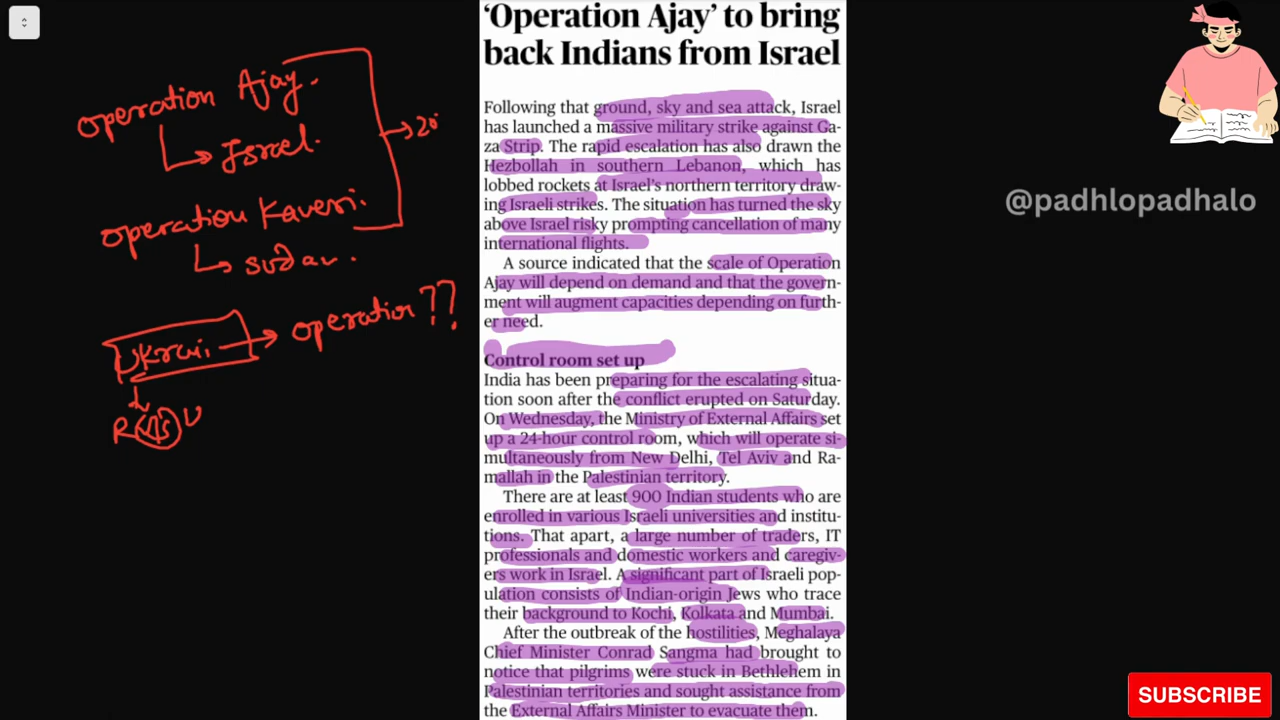 operation Ajay.
Israel.
operation Kaveri.
sudan.
operation ??
R V/s U
‘Operation Ajay’ to bring
back Indians from Israel
Following that ground, sky and sea attack, Israel
has launched a massive military strike against Ga-
za Strip. The rapid escalation has also drawn the
Hezbollah in southern Lebanon, which has
lobbed rockets at Israel’s northern territory draw-
ing Israeli strikes. The situation has turned the sky
above Israel risky prompting cancellation of many
international flights.
A source indicated that the scale of Operation
Ajay will depend on demand and that the govern-
ment will augment capacities depending on furth-
er need.
Control room set up
India has been preparing for the escalating situa-
tion soon after the conflict erupted on Saturday.
On Wednesday, the Ministry of External Affairs set
up a 24-hour control room, which will operate si-
multaneously from New Delhi, Tel Aviv and Ra-
mallah in the Palestinian territory.
There are at least 900 Indian students who are
enrolled in various Israeli universities and institu-
tions. That apart, a large number of traders, IT
professionals and domestic workers and caregiv-
ers work in Israel. A significant part of Israeli pop-
ulation consists of Indian-origin Jews who trace
their background to Kochi, Kolkata and Mumbai.
After the outbreak of the hostilities, Meghalaya
Chief Minister Conrad Sangma had brought to
notice that pilgrims were stuck in Bethlehem in
Palestinian territories and sought assistance from
the External Affairs Minister to evacuate them.
@padhlopadhalo
SUBSCRIBE